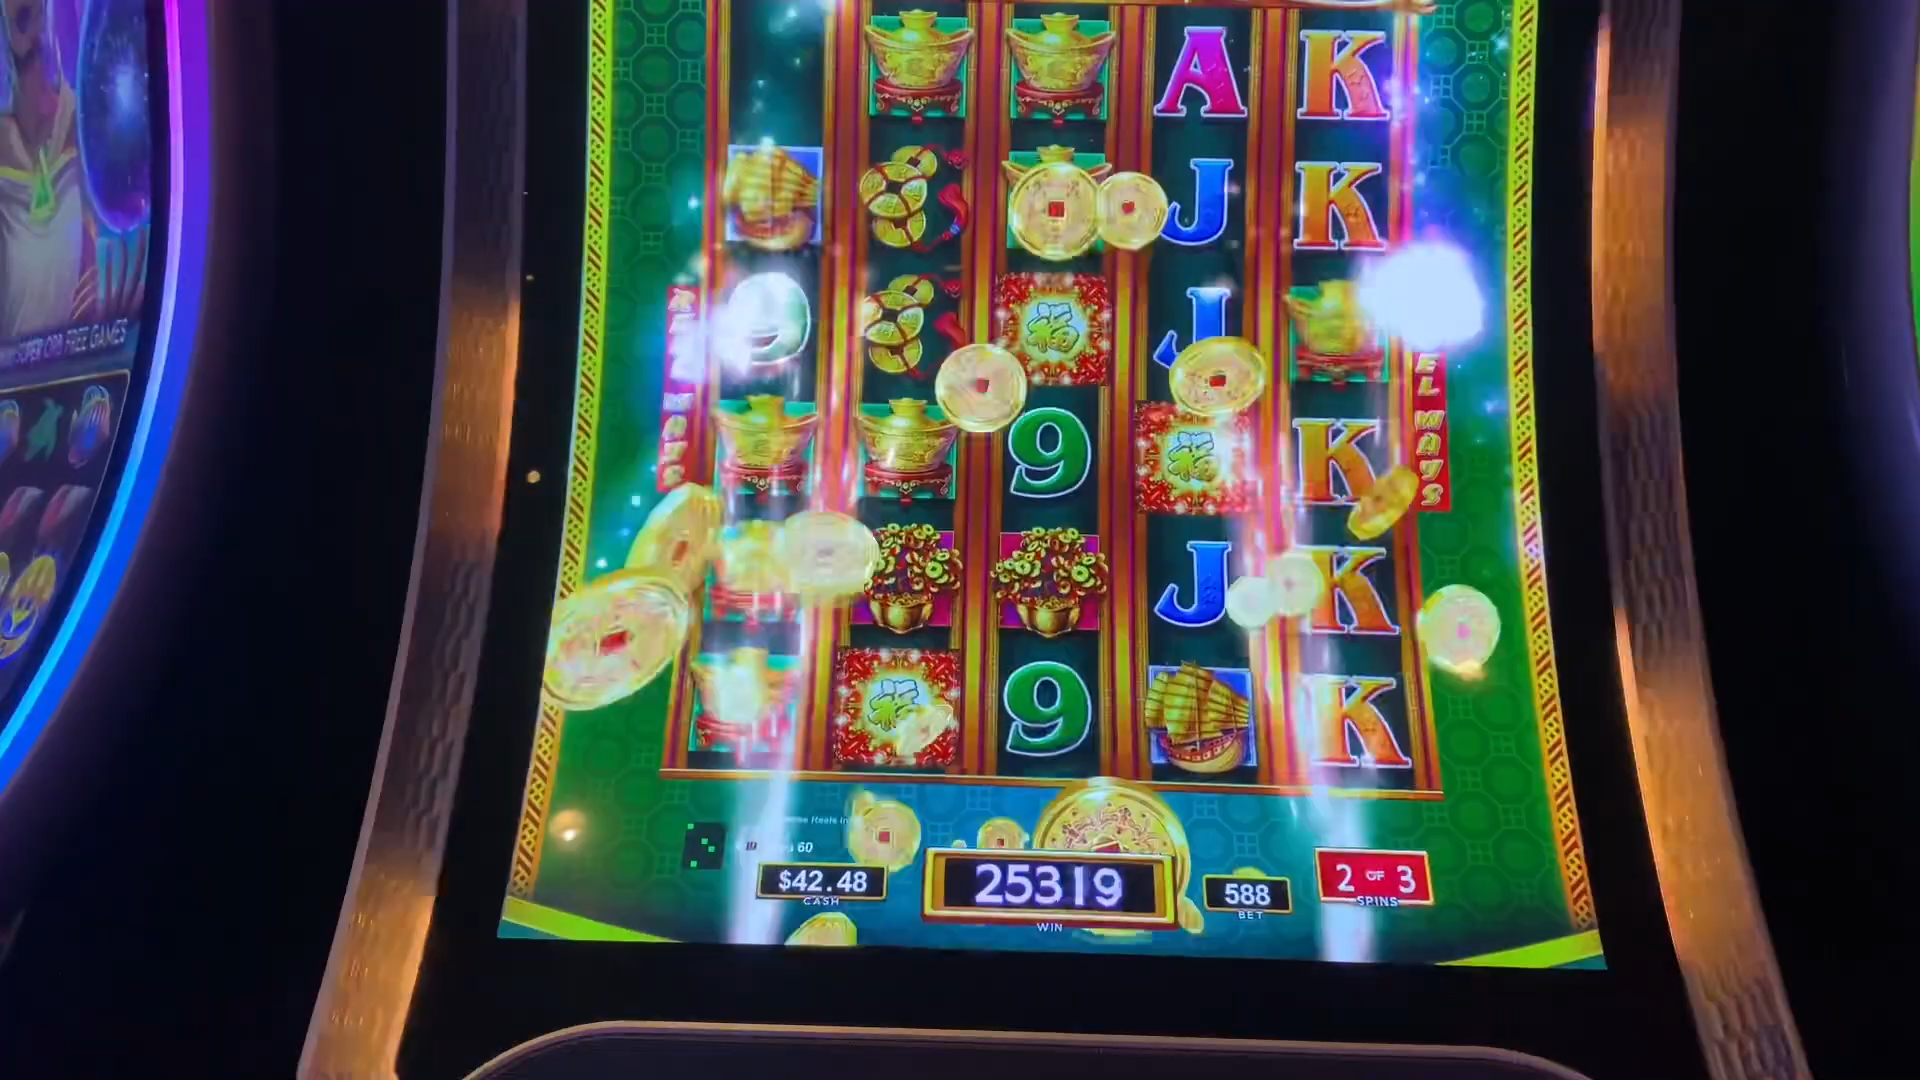 A K
J K
福 J
9 福 K
J K
福 9 K
SUPER ORB FREE GAMES
EL WAYS
60
$42.48 25319 588 2 OF 3
CASH WIN BET SPINS